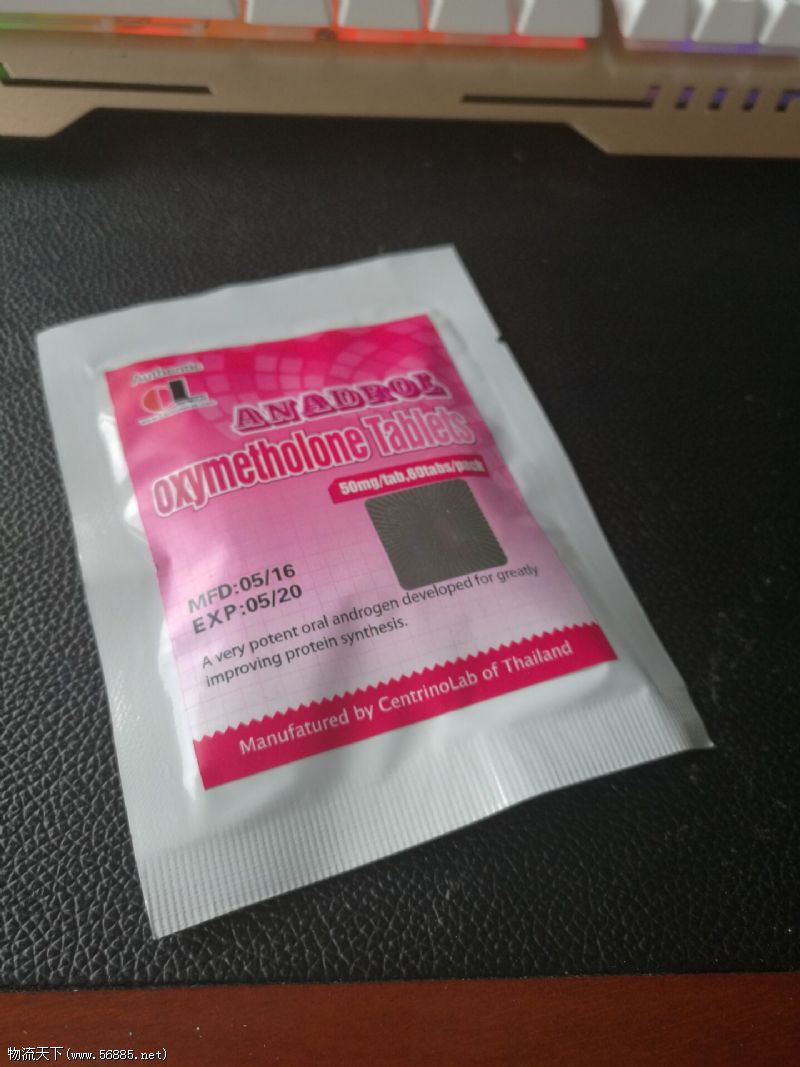 Authentic
ANADROL
oxymetholone Tablets
50mg/tab,60tabs/pack
MFD:05/16
EXP:05/20
A very potent oral androgen developed for greatly
improving protein synthesis.
Manufatured by CentrinoLab of Thailand
物流天下(www.56885.net)